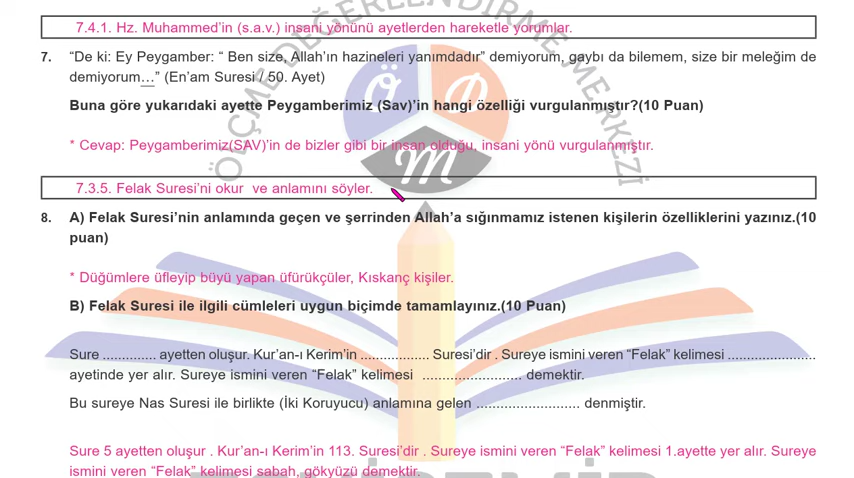 7.4.1. Hz. Muhammed’in (s.a.v.) insani yönünü ayetlerden hareketle yorumlar.
7. “De ki: Ey Peygamber: “ Ben size, Allah’ın hazineleri yanımdadır” demiyorum, gaybı da bilemem, size bir meleğim de
demiyorum…” (En’am Suresi / 50. Ayet)
Buna göre yukarıdaki ayette Peygamberimiz (Sav)’in hangi özelliği vurgulanmıştır?(10 Puan)
* Cevap: Peygamberimiz(SAV)’in de bizler gibi bir insan olduğu, insani yönü vurgulanmıştır.
7.3.5. Felak Suresi’ni okur ve anlamını söyler.
8. A) Felak Suresi’nin anlamında geçen ve şerrinden Allah’a sığınmamız istenen kişilerin özelliklerini yazınız.(10
puan)
* Düğümlere üfleyip büyü yapan üfürükçüler, Kıskanç kişiler.
B) Felak Suresi ile ilgili cümleleri uygun biçimde tamamlayınız.(10 Puan)
Sure .............. ayetten oluşur. Kur’an-ı Kerim’in .................. Suresi’dir . Sureye ismini veren “Felak” kelimesi .......................
ayetinde yer alır. Sureye ismini veren “Felak” kelimesi .......................... demektir.
Bu sureye Nas Suresi ile birlikte (İki Koruyucu) anlamına gelen ........................... denmiştir.
Sure 5 ayetten oluşur . Kur’an-ı Kerim’in 113. Suresi’dir . Sureye ismini veren “Felak” kelimesi 1.ayette yer alır. Sureye
ismini veren “Felak” kelimesi sabah, gökyüzü demektir.
ÖLÇME DEĞERLENDİRME MERKEZİ
Ö D
M